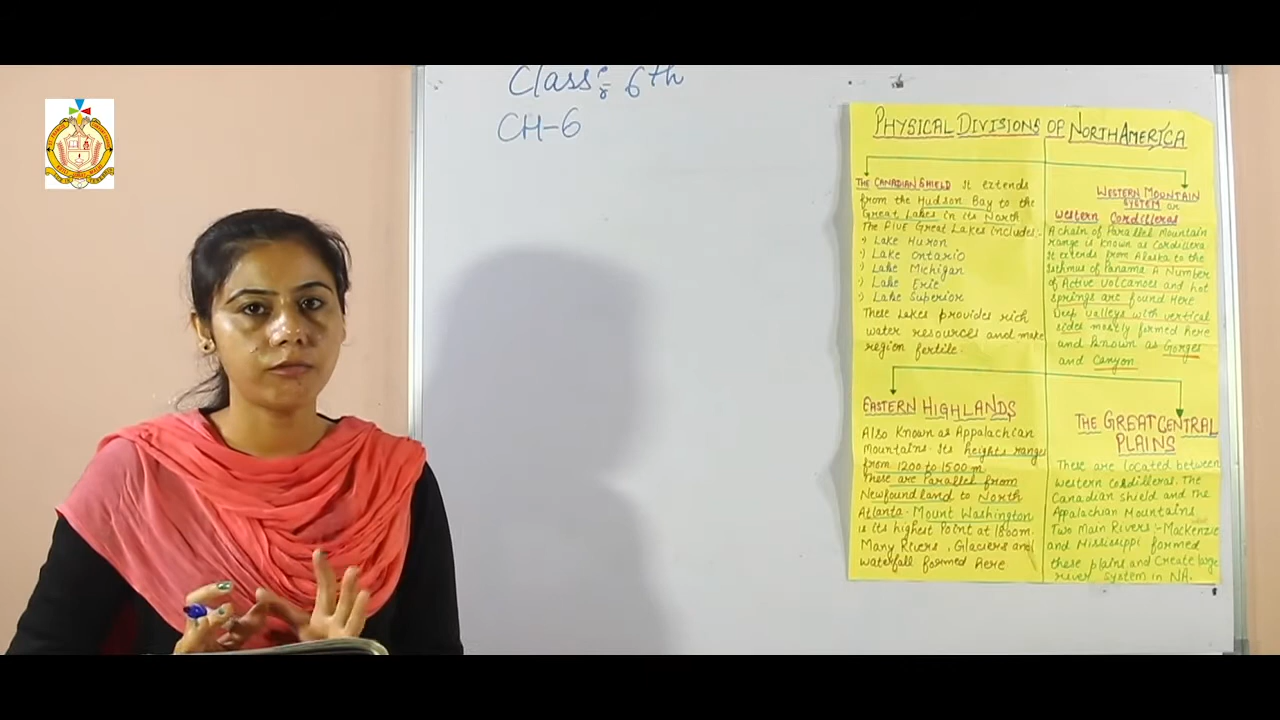 Class: 6th
CH-6
PHYSICAL DIVISIONS OF NORTH AMERICA
THE CANADIAN SHIELD It extends
from the Hudson Bay to the
Great Lakes in its North
The Five Great Lakes includes:-
Lake Huron
Lake Ontario
Lake Michigan
Lake Erie
Lake Superior
These Lakes provides rich
water resources and make
region fertile.
WESTERN MOUNTAIN
SYSTEM or
Western Cordilleras
A chain of Parallel Mountain
range is known as Cordillera
It extends from Alaska to the
Isthmus of Panama A Number
of Active volcanoes and hot
springs are found Here
Deep valleys with vertical
sides mostly formed here
and known as Gorges
and Canyon
EASTERN HIGHLANDS
Also Known as Appalachian
Mountains. Its heights range
from 1200 to 1500 m
These are Parallel from
Newfoundland to North
Atlanta. Mount Washington
is its highest Point at 1800m.
Many Rivers, Glaciers and
waterfall formed here
THE GREAT CENTRAL
PLAINS
These are located between
western cordilleral. The
Canadian shield and the
Appalachian Mountains
Two Main Rivers:- Mackenzie
and Mississippi formed
these plains and Create large
river system in NA.